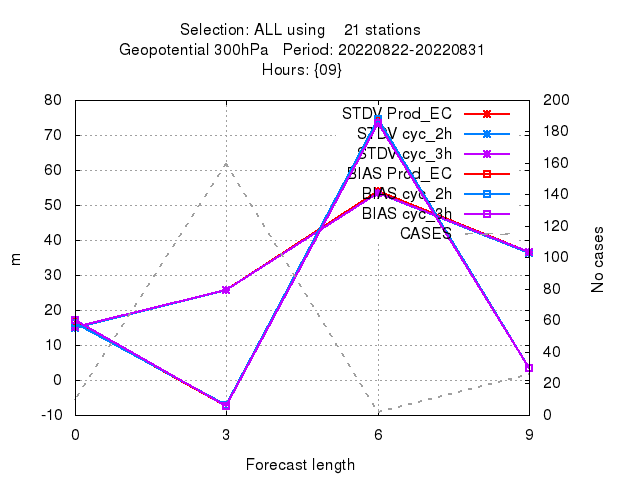 Selection: ALL using    21 stations
Geopotential 300hPa   Period: 20220822-20220831
Hours: {09}
80
70
60
50
40
30
20
10
0
-10
200
180
160
140
120
100
80
60
40
20
0
STDV Prod_EC
STDV cyc_2h
STDV cyc_3h
BIAS Prod_EC
BIAS cyc_2h
BIAS cyc_3h
CASES
m
No cases
0 3 6 9
Forecast length